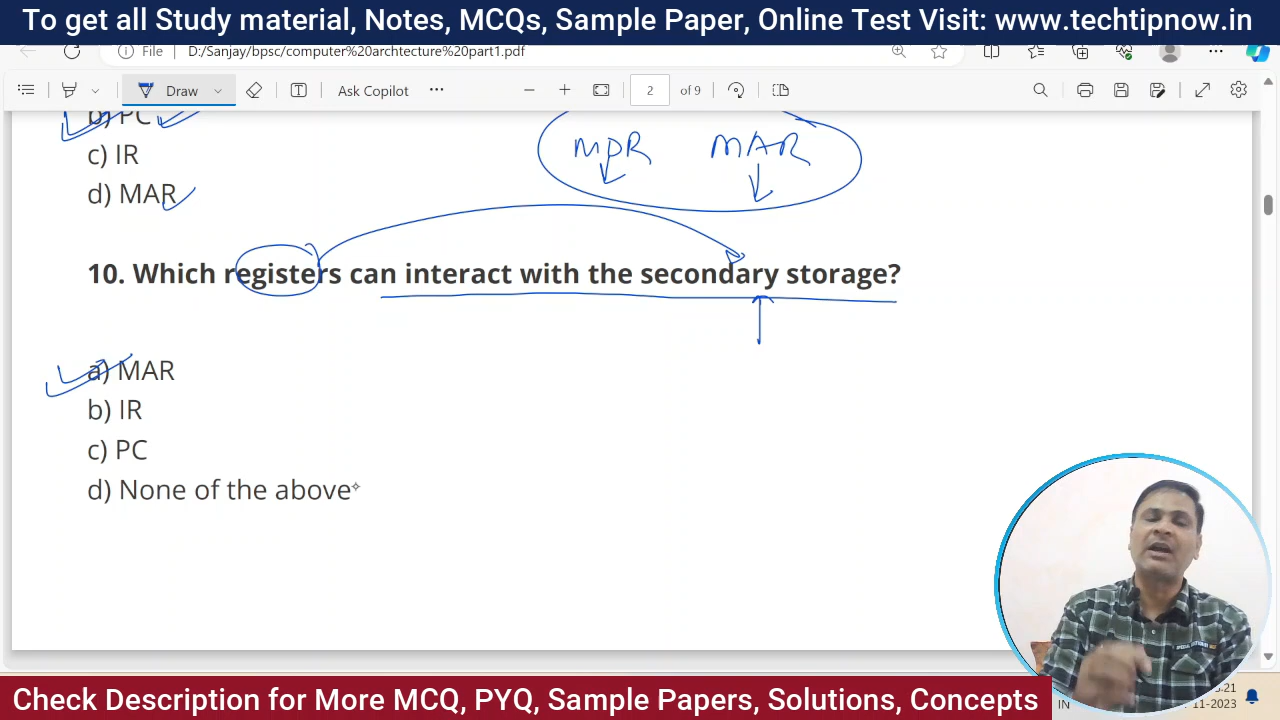 To get all Study material, Notes, MCQs, Sample Paper, Online Test Visit: www.techtipnow.in
File D:/Sanjay/bpsc/computer%20archtecture%20part1.pdf
Draw Ask Copilot 2 of 9
b) PC
c) IR
d) MAR
MDR MAR
10. Which registers can interact with the secondary storage?
a) MAR
b) IR
c) PC
d) None of the above
IN
11-2023
Check Description for More MCQ, PYQ, Sample Papers, Solutions, Concepts